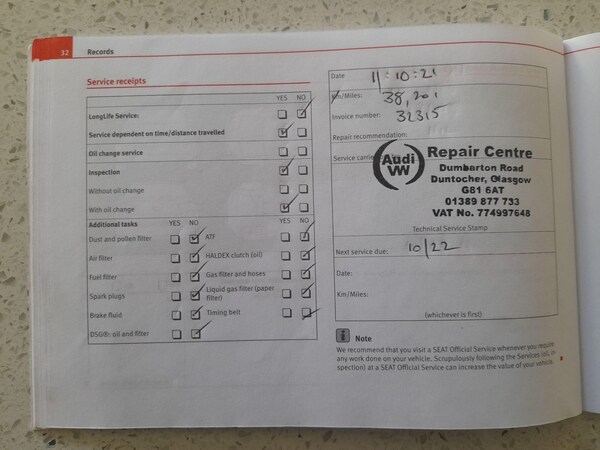 32 Records
Service receipts
YES NO
LongLife Service:
Service dependent on time/distance travelled
Oil change service
Inspection
Without oil change
With oil change
Additional tasks YES NO YES NO
Dust and pollen filter ATF
Air filter HALDEX clutch (oil)
Fuel filter Gas filter and hoses
Spark plugs Liquid gas filter (paper
filter)
Brake fluid Timing belt
DSG®: oil and filter
Date 11:10:21
Km/Miles: 38,201
Invoice number: 32315
Repair recommendation:
Service carried
Audi
VW
Repair Centre
Dumbarton Road
Duntocher, Glasgow
G81 6AT
01389 877 733
VAT No. 774997648
Technical Service Stamp
Next service due: 10/22
Date:
Km/Miles:
(whichever is first)
i Note
We recommend that you visit a SEAT Official Service whenever you require
any work done on your vehicle. Scrupulously following the Services (oil, in-
spection) at a SEAT Official Service can increase the value of your vehicle.